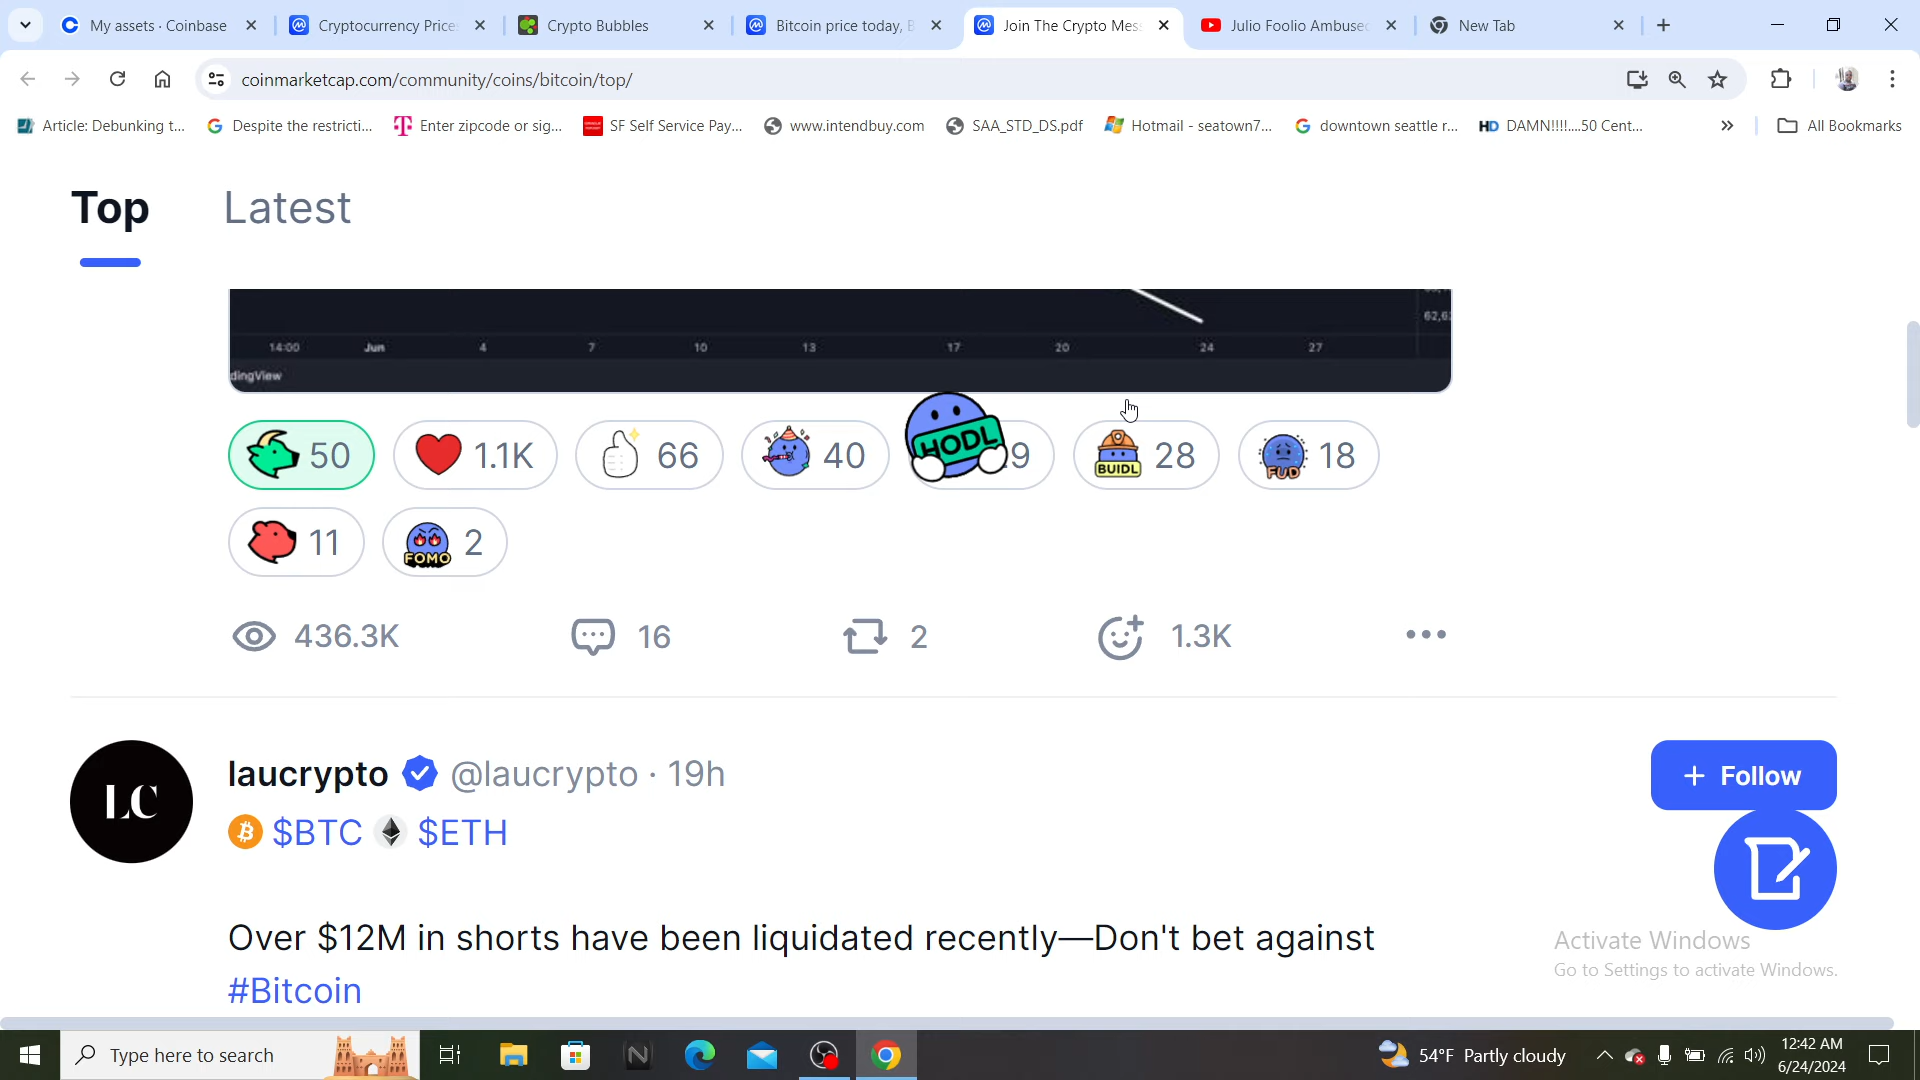 My assets · Coinbase
Cryptocurrency Price
Crypto Bubbles
Bitcoin price today, B
Join The Crypto Mes
Julio Foolio Ambused
New Tab
coinmarketcap.com/community/coins/bitcoin/top/
Article: Debunking t...
Despite the restricti...
Enter zipcode or sig...
SF Self Service Pay...
www.intendbuy.com
SAA_STD_DS.pdf
Hotmail - seatown7...
downtown seattle r...
HD DAMN!!!!....50 Cent...
All Bookmarks
Top Latest
14:00 Jun 4 7 10 13 17 20 24 27
dingView
50 1.1K 66 40 HODL 9 BUIDL 28 FUD 18
11 FOMO 2
436.3K 16 2 1.3K
LC
laucrypto @laucrypto · 19h
+ Follow
$BTC $ETH
Over $12M in shorts have been liquidated recently—Don't bet against
#Bitcoin
Activate Windows
Go to Settings to activate Windows.
Type here to search
54°F Partly cloudy
12:42 AM
6/24/2024